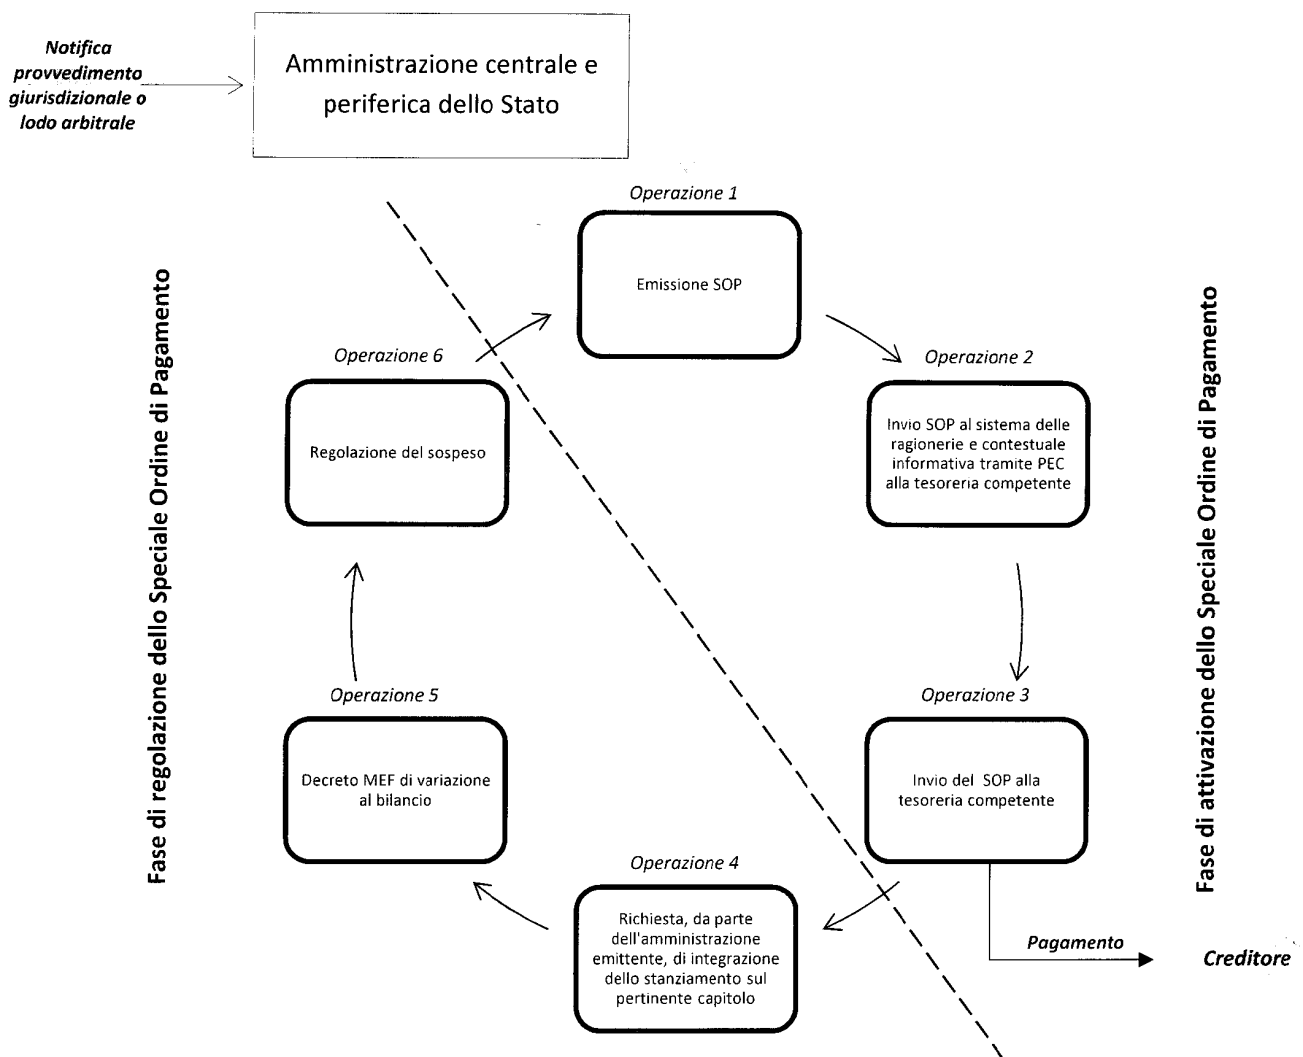 Notifica
provvedimento
giurisdizionale o
lodo arbitrale
Amministrazione centrale e
periferica dello Stato
Operazione 1
Emissione SOP
Operazione 2
Invio SOP al sistema delle
ragionerie e contestuale
informativa tramite PEC
alla tesoreria competente
Operazione 3
Invio del SOP alla
tesoreria competente
Pagamento
Creditore
Operazione 4
Richiesta, da parte
dell'amministrazione
emittente, di integrazione
dello stanziamento sul
pertinente capitolo
Operazione 5
Decreto MEF di variazione
al bilancio
Operazione 6
Regolazione del sospeso
Fase di regolazione dello Speciale Ordine di Pagamento
Fase di attivazione dello Speciale Ordine di Pagamento